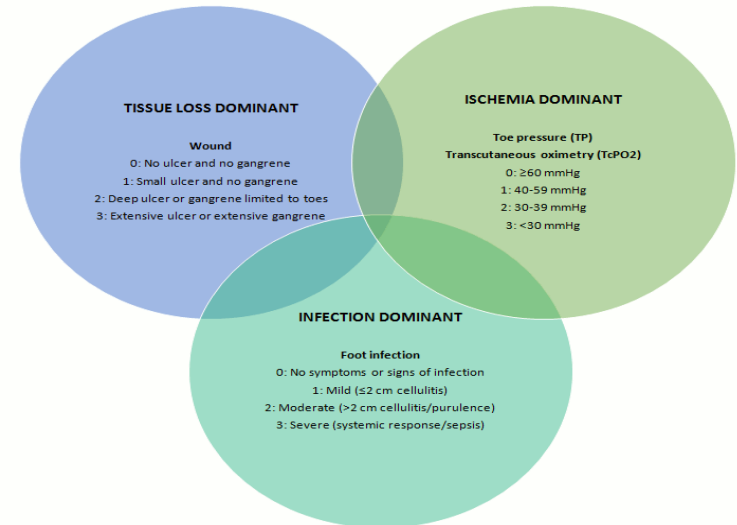 TISSUE LOSS DOMINANT
Wound
0: No ulcer and no gangrene
1: Small ulcer and no gangrene
2: Deep ulcer or gangrene limited to toes
3: Extensive ulcer or extensive gangrene
ISCHEMIA DOMINANT
Toe pressure (TP)
Transcutaneous oximetry (TcPO2)
0: ≥60 mmHg
1: 40-59 mmHg
2: 30-39 mmHg
3: <30 mmHg
INFECTION DOMINANT
Foot infection
0: No symptoms or signs of infection
1: Mild (≤2 cm cellulitis)
2: Moderate (>2 cm cellulitis/purulence)
3: Severe (systemic response/sepsis)